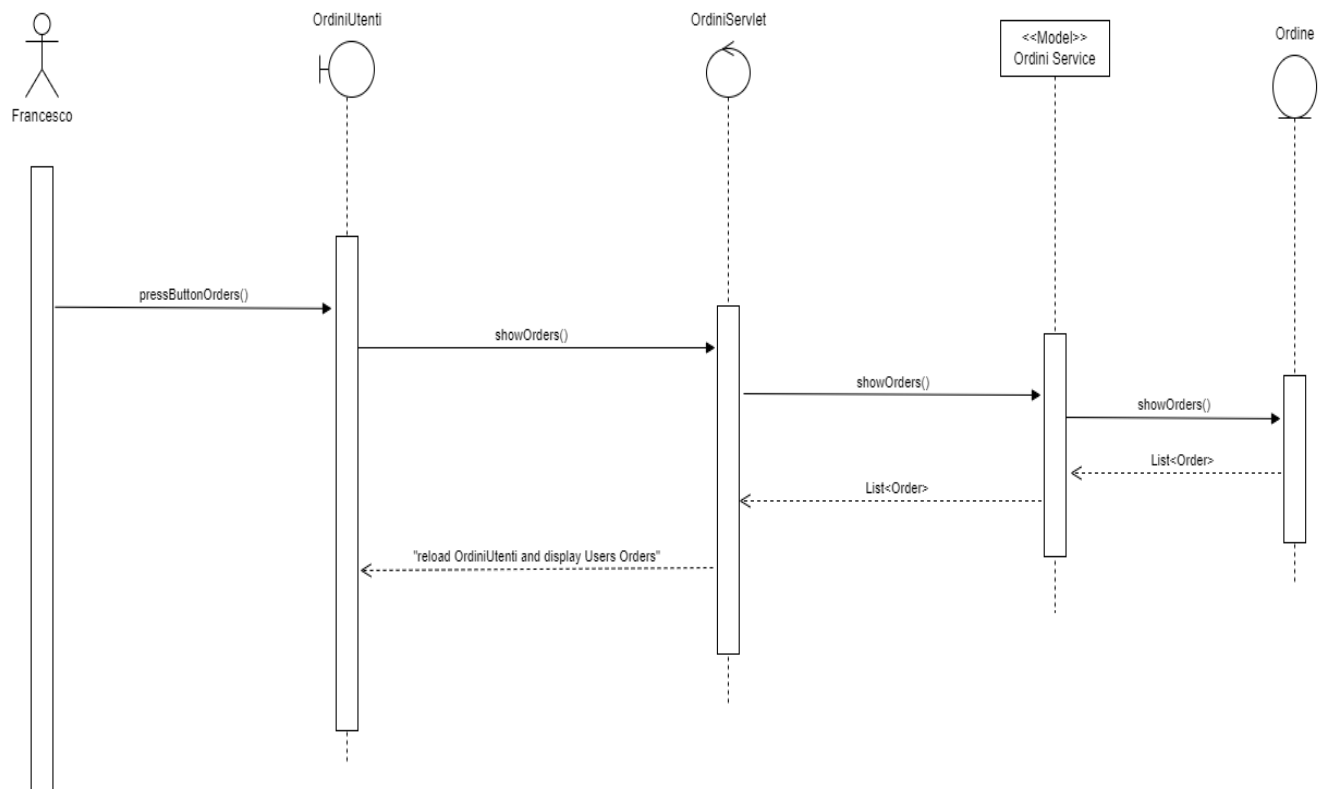 OrdiniUtenti
OrdiniServlet
<<Model>>
Ordini Service
Ordine
Francesco
pressButtonOrders()
showOrders()
showOrders()
showOrders()
List<Order>
List<Order>
"reload OrdiniUtenti and display Users Orders"